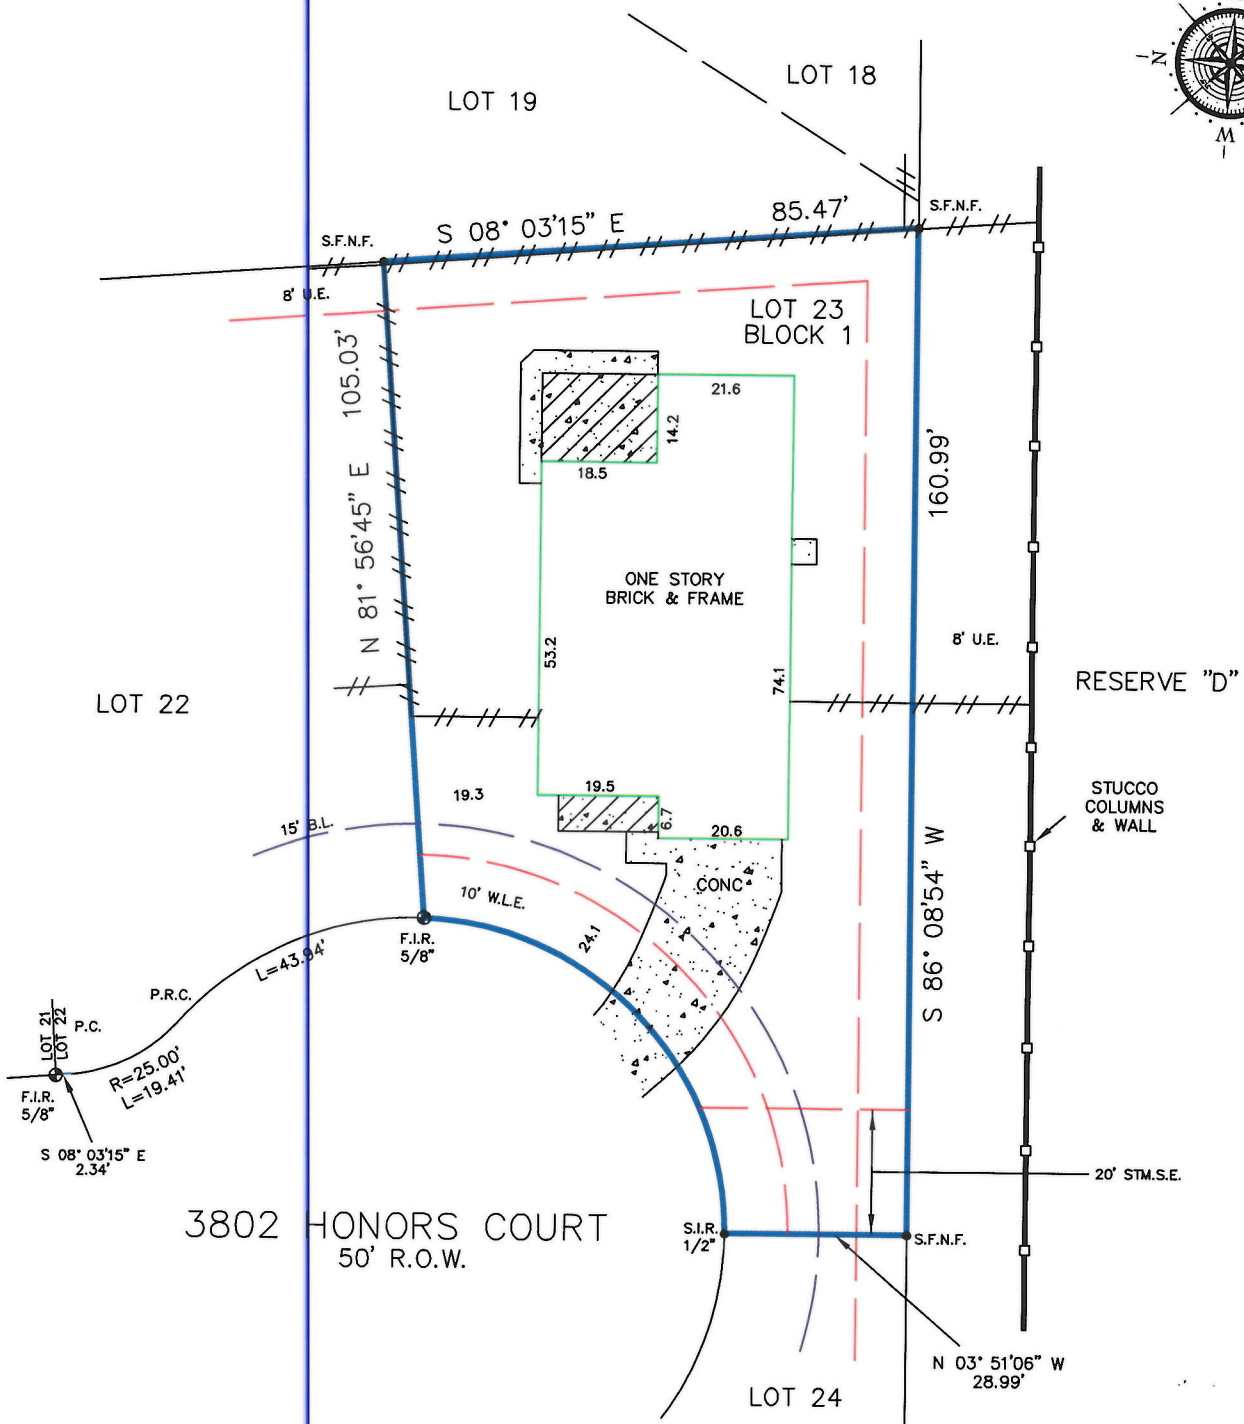 LOT 19
LOT 18
N
W
S.F.N.F.
S 08° 03'15" E
85.47'
S.F.N.F.
8' U.E.
LOT 23
BLOCK 1
N 81° 56'45" E 105.03'
21.6
14.2
18.5
160.99'
ONE STORY
BRICK & FRAME
53.2
74.1
8' U.E.
RESERVE "D"
LOT 22
STUCCO
COLUMNS
& WALL
19.3
19.5
6.7
20.6
15' B.L.
CONC
10' W.L.E.
24.1
S 86° 08'54" W
F.I.R.
5/8"
L=43.94'
P.R.C.
P.C.
LOT 21
LOT 22
R=25.00'
L=19.41'
F.I.R.
5/8"
S 08° 03'15" E
2.34'
20' STM.S.E.
3802 HONORS COURT
50' R.O.W.
S.I.R.
1/2"
S.F.N.F.
N 03° 51'06" W
28.99'
LOT 24